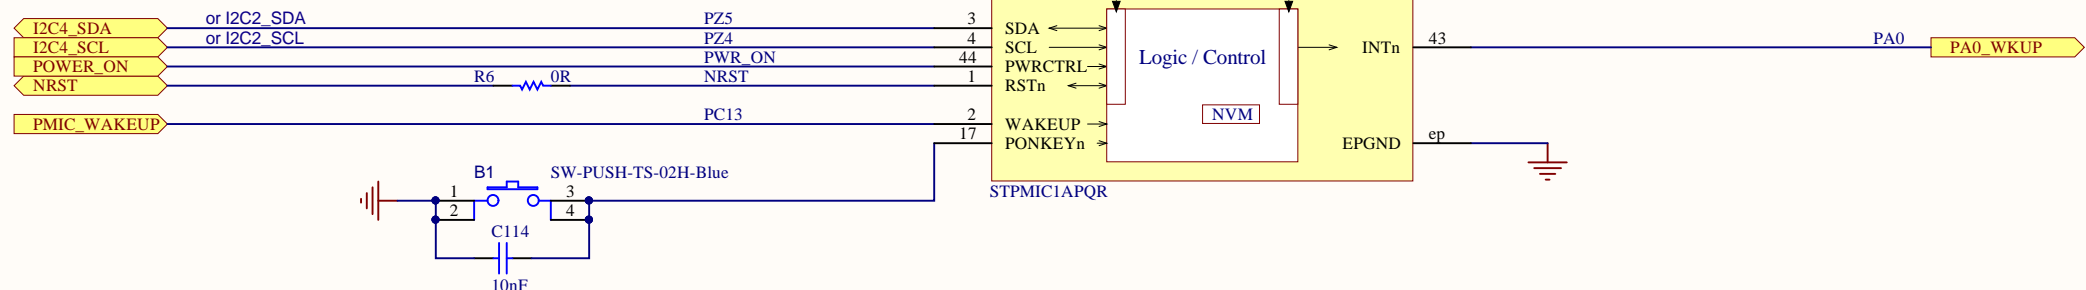 or I2C2_SDA
I2C4_SDA PZ5 3 SDA
or I2C2_SCL
I2C4_SCL PZ4 4 SCL
Logic / Control
INTn 43 PA0 PA0_WKUP
POWER_ON PWR_ON 44 PWRCTRL
NRST R6 0R NRST 1 RSTn
NVM
PMIC_WAKEUP PC13 2 WAKEUP
17 PONKEYn
EPGND ep
B1 SW-PUSH-TS-02H-Blue
STPMIC1APQR
1 3
2 4
C114
10nF